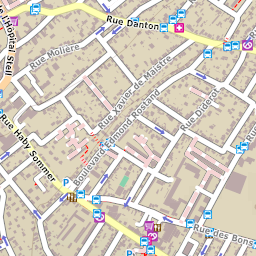 Rue Danton
l'Hôpital Stell
Rue Molière
Rue Xavier de Maistre
Boulevard Edmond Rostand
Rue Diderot
Rue Haby Sommer
P
P
Rue des Bons